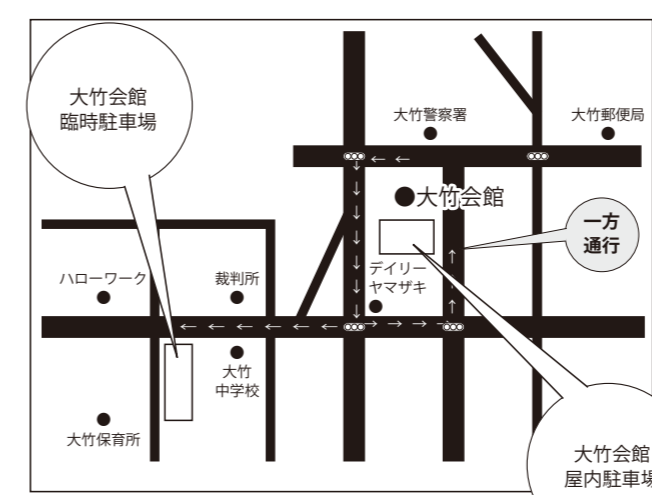 大竹会館
臨時駐車場
大竹警察署
大竹郵便局
大竹会館
一方
通行
ハローワーク
裁判所
デイリー
ヤマザキ
大竹
中学校
大竹保育所
大竹会館
屋内駐車場